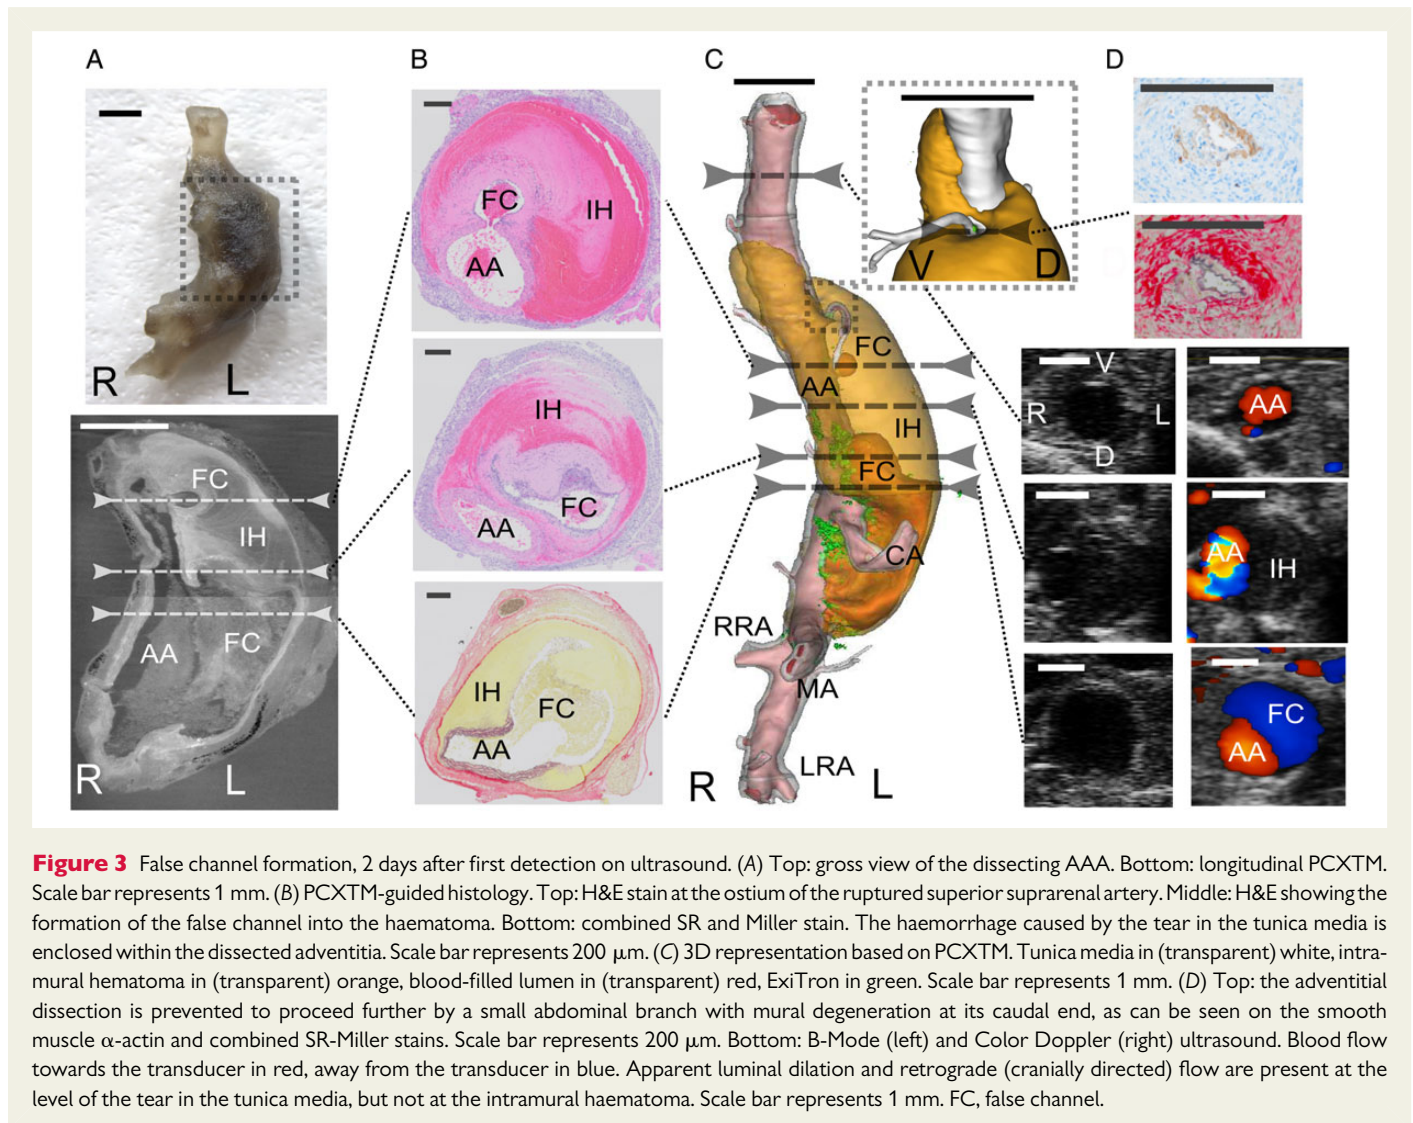 A
B
C
D
R
L
FC
IH
AA
FC
R
L
FC
IH
AA
IH
FC
AA
IH
FC
AA
V
D
FC
AA
IH
FC
CA
RRA
MA
LRA
R
L
V
R
L
D
AA
AA
IH
FC
AA
Figure 3 False channel formation, 2 days after first detection on ultrasound. (A) Top: gross view of the dissecting AAA. Bottom: longitudinal PCXTM.
Scale bar represents 1 mm. (B) PCXTM-guided histology. Top: H&E stain at the ostium of the ruptured superior suprarenal artery. Middle: H&E showing the
formation of the false channel into the haematoma. Bottom: combined SR and Miller stain. The haemorrhage caused by the tear in the tunica media is
enclosed within the dissected adventitia. Scale bar represents 200 μm. (C) 3D representation based on PCXTM. Tunica media in (transparent) white, intra-
mural hematoma in (transparent) orange, blood-filled lumen in (transparent) red, ExiTron in green. Scale bar represents 1 mm. (D) Top: the adventitial
dissection is prevented to proceed further by a small abdominal branch with mural degeneration at its caudal end, as can be seen on the smooth
muscle α-actin and combined SR-Miller stains. Scale bar represents 200 μm. Bottom: B-Mode (left) and Color Doppler (right) ultrasound. Blood flow
towards the transducer in red, away from the transducer in blue. Apparent luminal dilation and retrograde (cranially directed) flow are present at the
level of the tear in the tunica media, but not at the intramural haematoma. Scale bar represents 1 mm. FC, false channel.